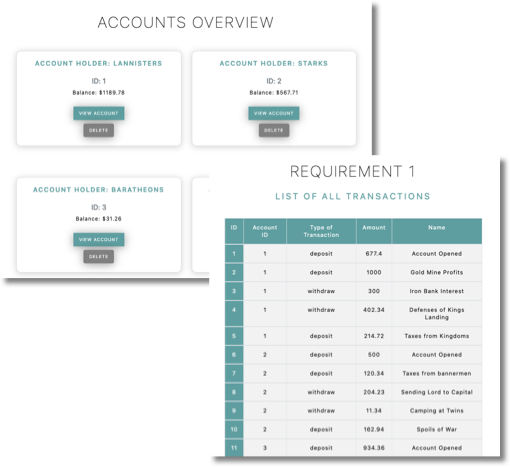 ACCOUNTS OVERVIEW
ACCOUNT HOLDER: LANNISTERS
ID: 1
Balance: $1189.78
VIEW ACCOUNT
DELETE
ACCOUNT HOLDER: STARKS
ID: 2
Balance: $567.71
VIEW ACCOUNT
DELETE
ACCOUNT HOLDER: BARATHEONS
ID: 3
Balance: $31.26
VIEW ACCOUNT
DELETE
REQUIREMENT 1
LIST OF ALL TRANSACTIONS
ID Account ID Type of Transaction Amount Name
1 1 deposit 677.4 Account Opened
2 1 deposit 1000 Gold Mine Profits
3 1 withdraw 300 Iron Bank Interest
4 1 withdraw 402.34 Defenses of Kings Landing
5 1 deposit 214.72 Taxes from Kingdoms
6 2 deposit 500 Account Opened
7 2 deposit 120.34 Taxes from bannermen
8 2 withdraw 204.23 Sending Lord to Capital
9 2 withdraw 11.34 Camping at Twins
10 2 deposit 162.94 Spoils of War
11 3 deposit 934.36 Account Opened